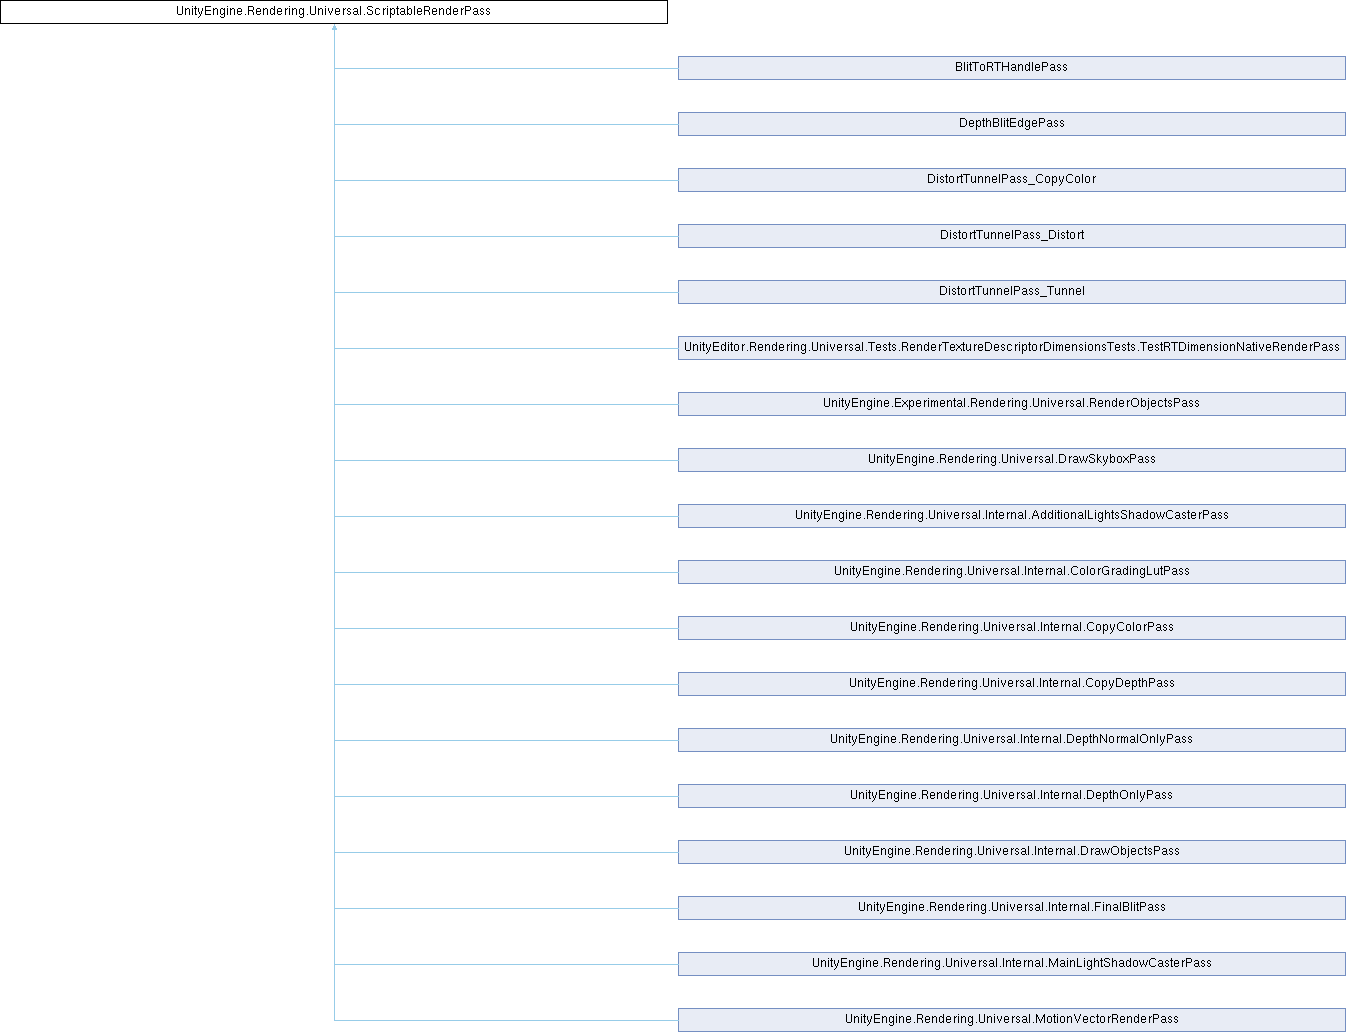 UnityEngine.Rendering.Universal.ScriptableRenderPass
BlitToRTHandlePass
DepthBlitEdgePass
DistortTunnelPass_CopyColor
DistortTunnelPass_Distort
DistortTunnelPass_Tunnel
UnityEditor.Rendering.Universal.Tests.RenderTextureDescriptorDimensionsTests.TestRTDimensionNativeRenderPass
UnityEngine.Experimental.Rendering.Universal.RenderObjectsPass
UnityEngine.Rendering.Universal.DrawSkyboxPass
UnityEngine.Rendering.Universal.Internal.AdditionalLightsShadowCasterPass
UnityEngine.Rendering.Universal.Internal.ColorGradingLutPass
UnityEngine.Rendering.Universal.Internal.CopyColorPass
UnityEngine.Rendering.Universal.Internal.CopyDepthPass
UnityEngine.Rendering.Universal.Internal.DepthNormalOnlyPass
UnityEngine.Rendering.Universal.Internal.DepthOnlyPass
UnityEngine.Rendering.Universal.Internal.DrawObjectsPass
UnityEngine.Rendering.Universal.Internal.FinalBlitPass
UnityEngine.Rendering.Universal.Internal.MainLightShadowCasterPass
UnityEngine.Rendering.Universal.MotionVectorRenderPass